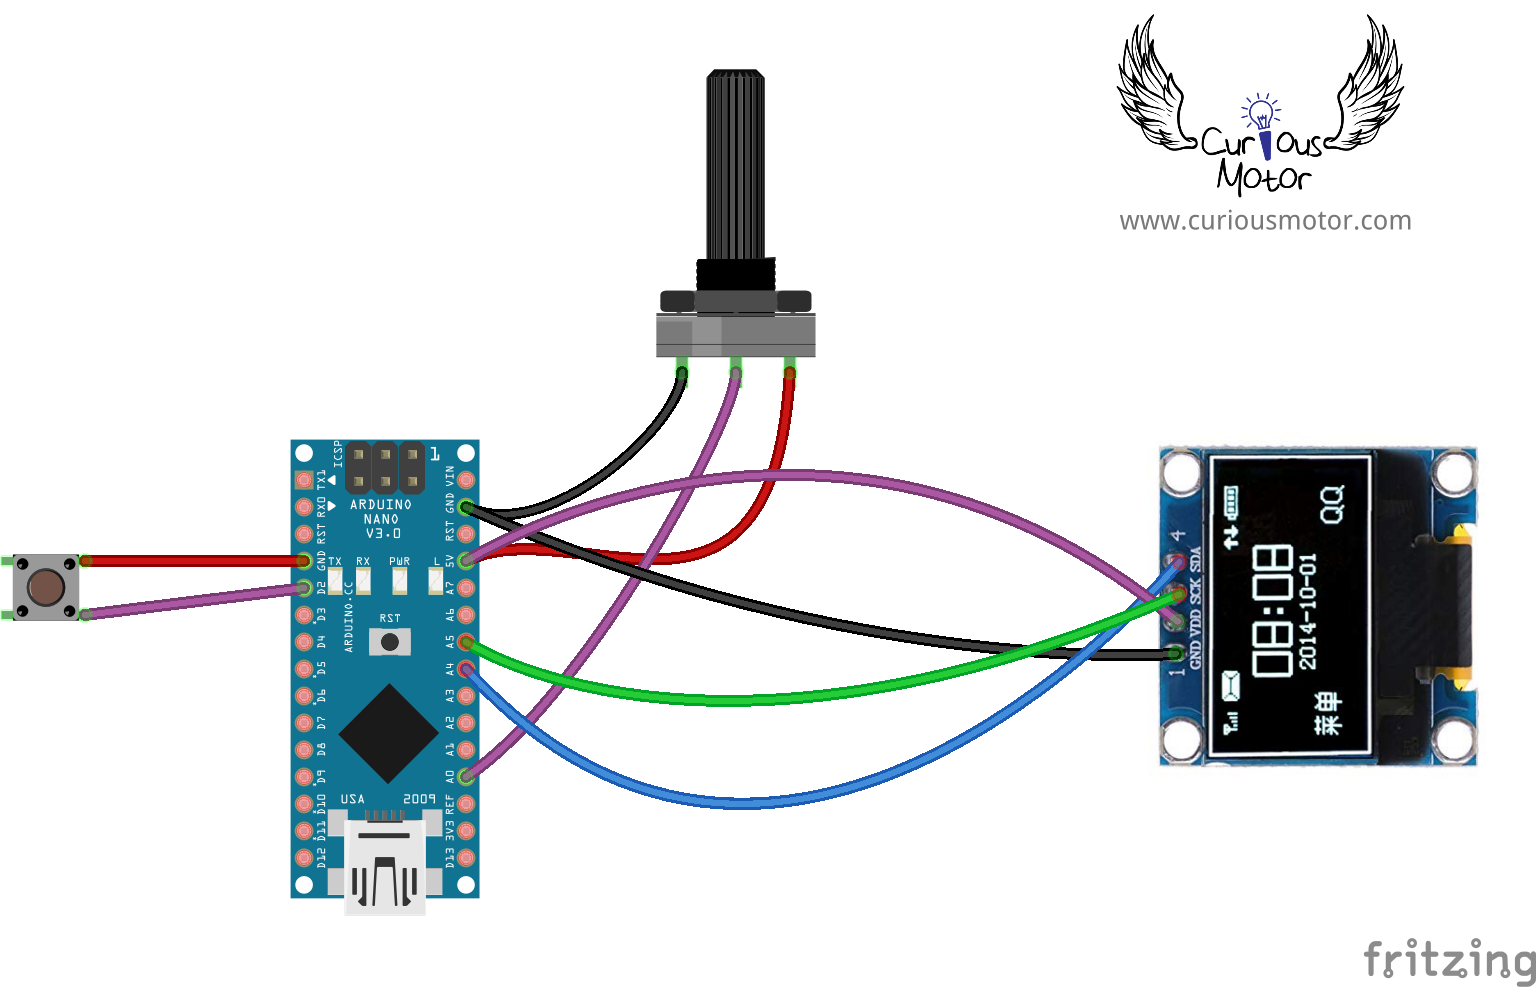 CurIous
Motor
www.curiousmotor.com
ICSP
1
ARDUINO
NANO
V3.0
TX1
RX0
RST
GND
D2
D3
D4
D5
D6
D7
D8
D9
D10
D11
D12
TX
RX
PWR
L
ARDUINO.CC
RST
USA
2009
VIN
GND
RST
5V
A7
A6
A5
A4
A3
A2
A1
A0
REF
3V3
D13
4
SDA
SCK
VDD
GND
1
QQ
08:08
2014-10-01
菜单
fritzing